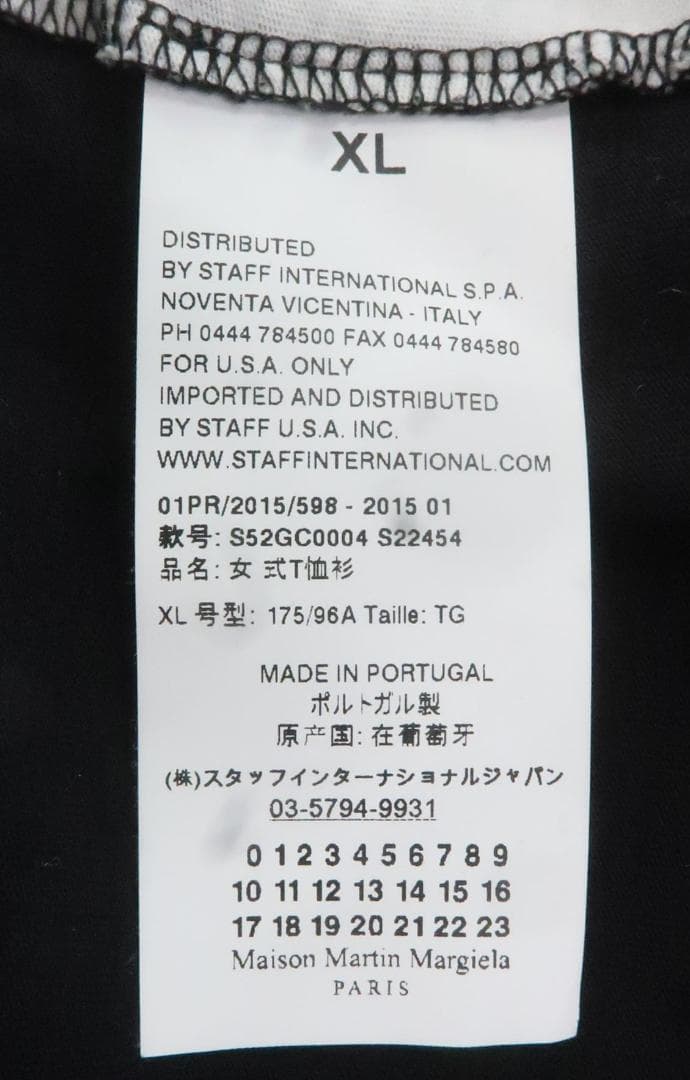 XL
DISTRIBUTED
BY STAFF INTERNATIONAL S.P.A.
NOVENTA VICENTINA - ITALY
PH 0444 784500 FAX 0444 784580
FOR U.S.A. ONLY
IMPORTED AND DISTRIBUTED
BY STAFF U.S.A. INC.
WWW.STAFFINTERNATIONAL.COM
01PR/2015/598 - 2015 01
款号: S52GC0004 S22454
品名: 女 式T恤衫
XL 号型: 175/96A Taille: TG
MADE IN PORTUGAL
ポルトガル製
原产国: 在葡萄牙
(株)スタッフインターナショナルジャパン
03-5794-9931
0 1 2 3 4 5 6 7 8 9
10 11 12 13 14 15 16
17 18 19 20 21 22 23
Maison Martin Margiela
PARIS